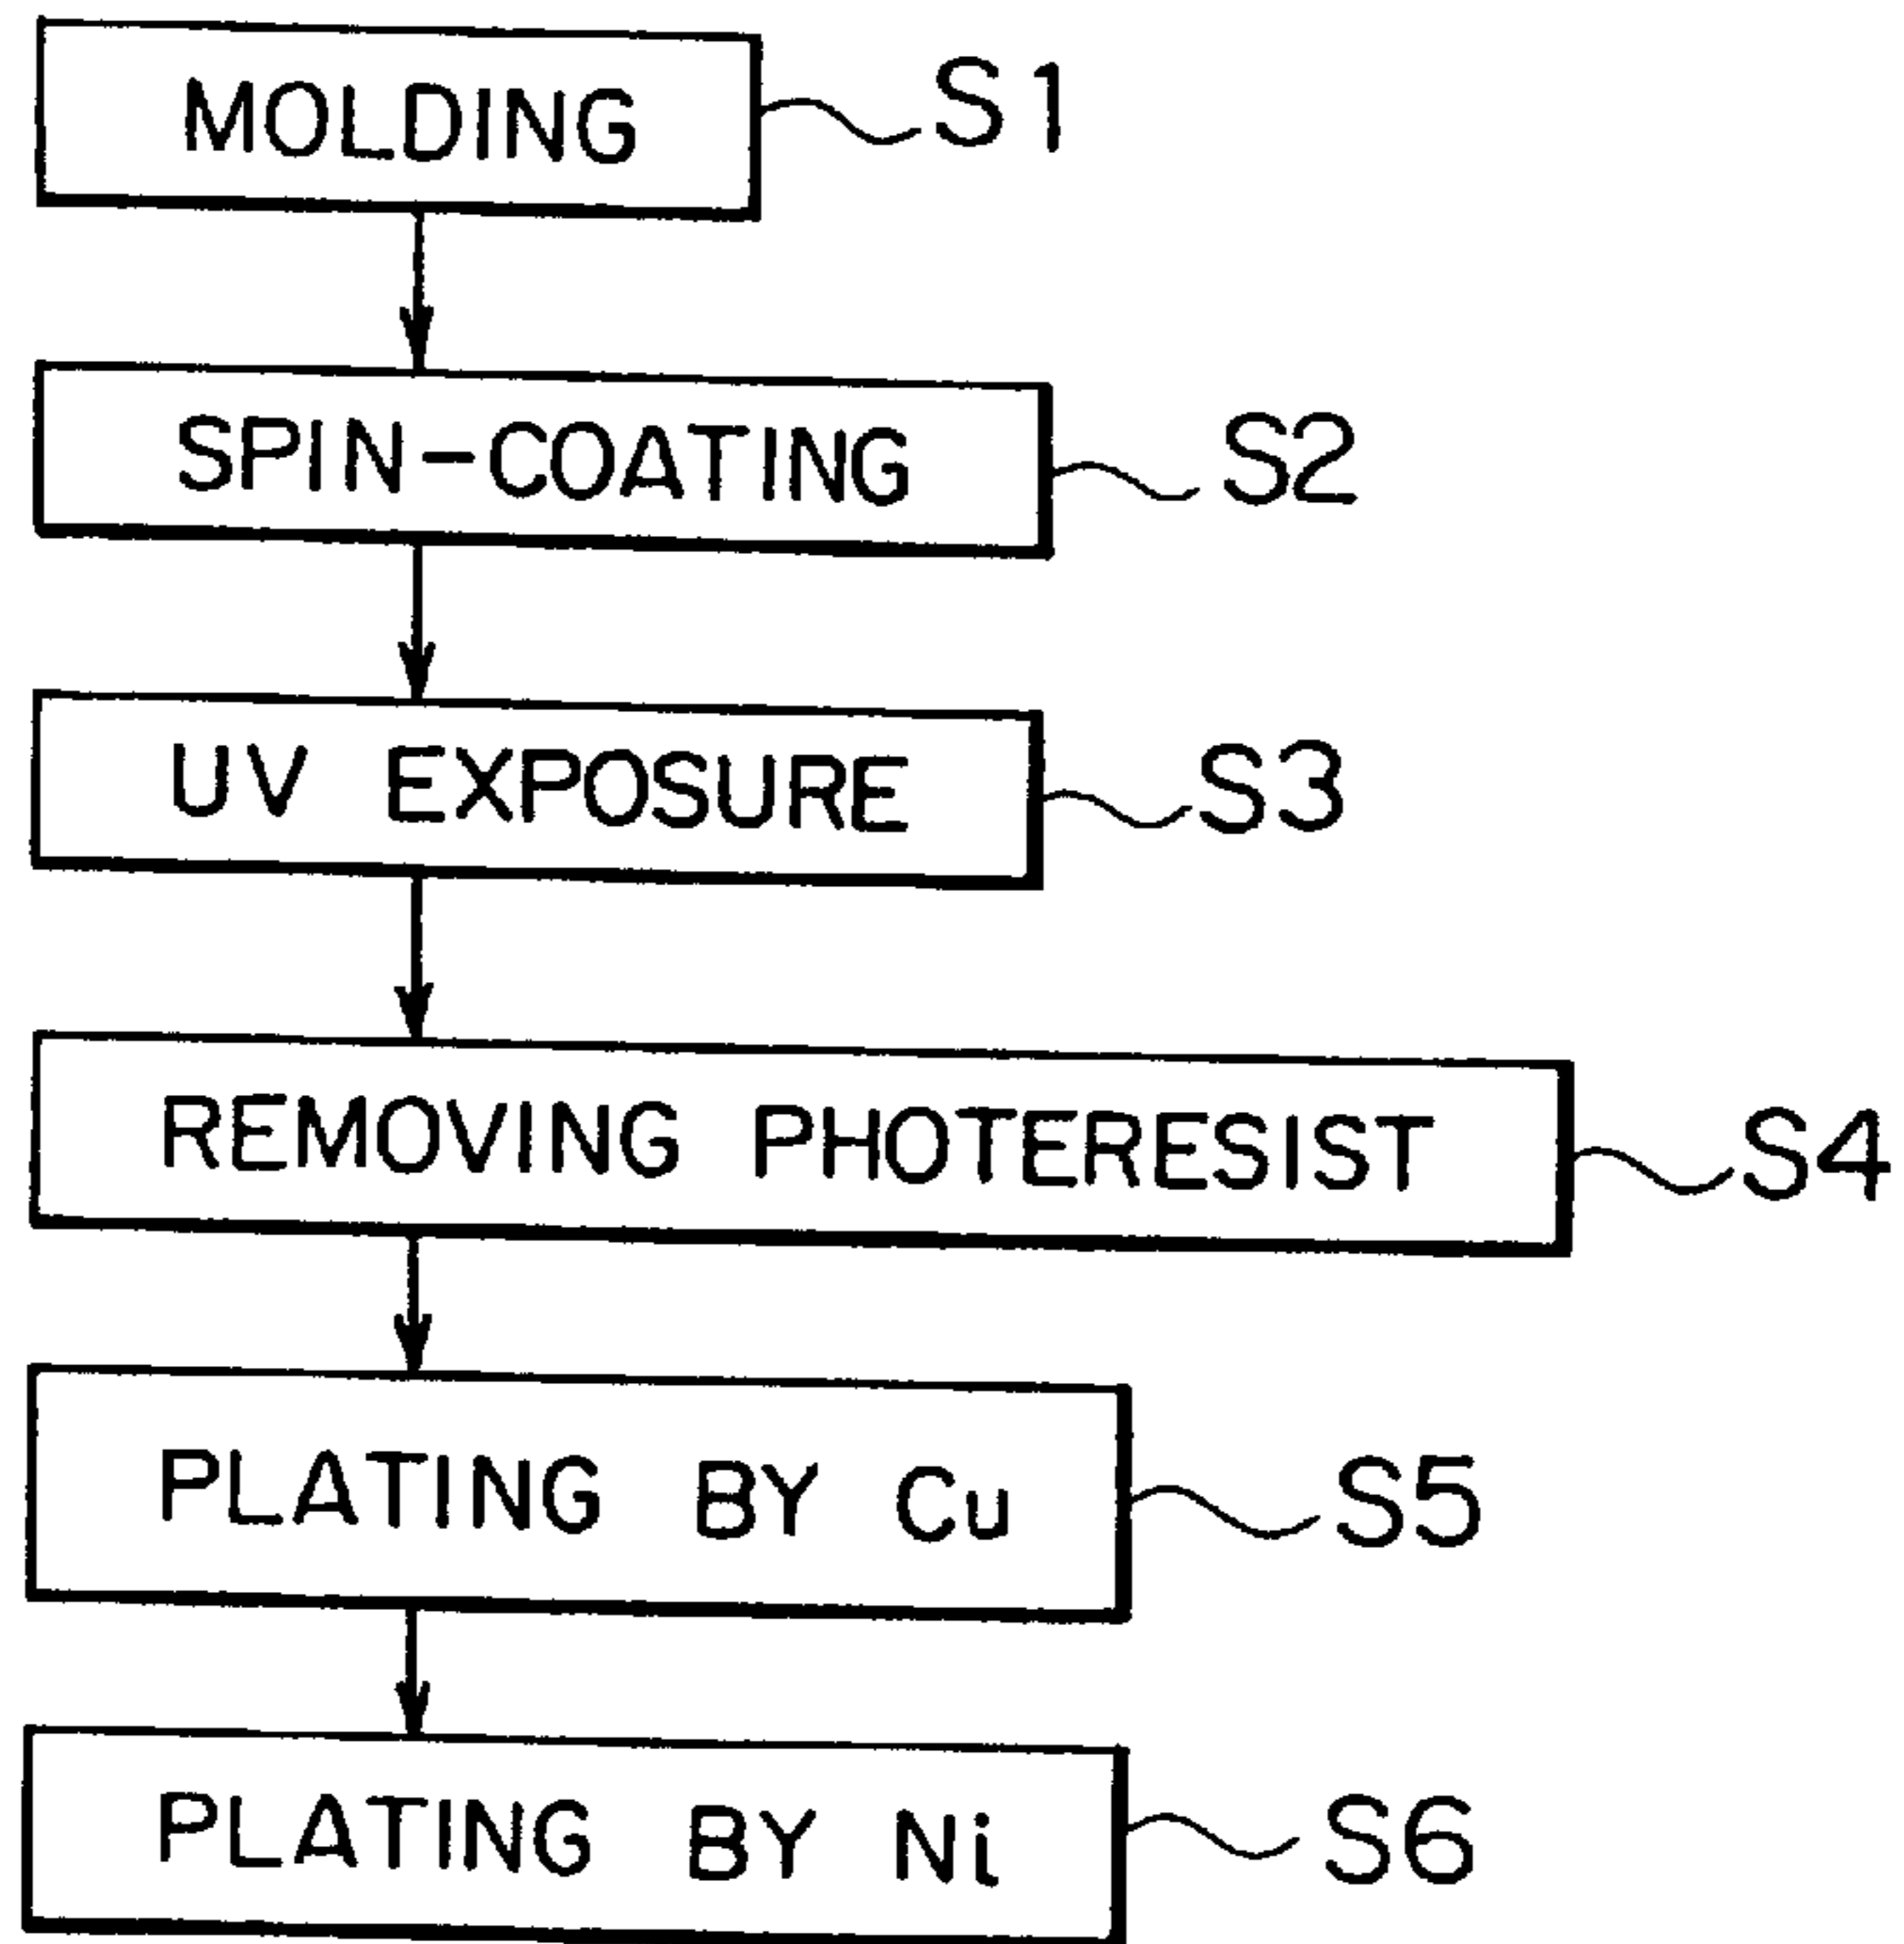 MOLDING S1
SPIN-COATING S2
UV EXPOSURE S3
REMOVING PHOTERESIST S4
PLATING BY Cu S5
PLATING BY Ni S6